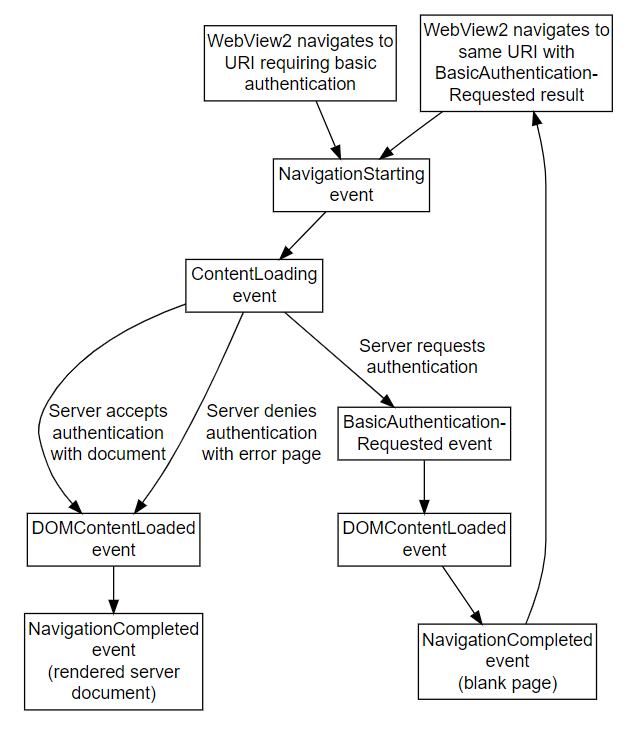 WebView2 navigates to
URI requiring basic
authentication
WebView2 navigates to
same URI with
BasicAuthentication-
Requested result
NavigationStarting
event
ContentLoading
event
Server requests
authentication
Server accepts
authentication
with document
Server denies
authentication
with error page
BasicAuthentication-
Requested event
DOMContentLoaded
event
DOMContentLoaded
event
NavigationCompleted
event
(rendered server
document)
NavigationCompleted
event
(blank page)